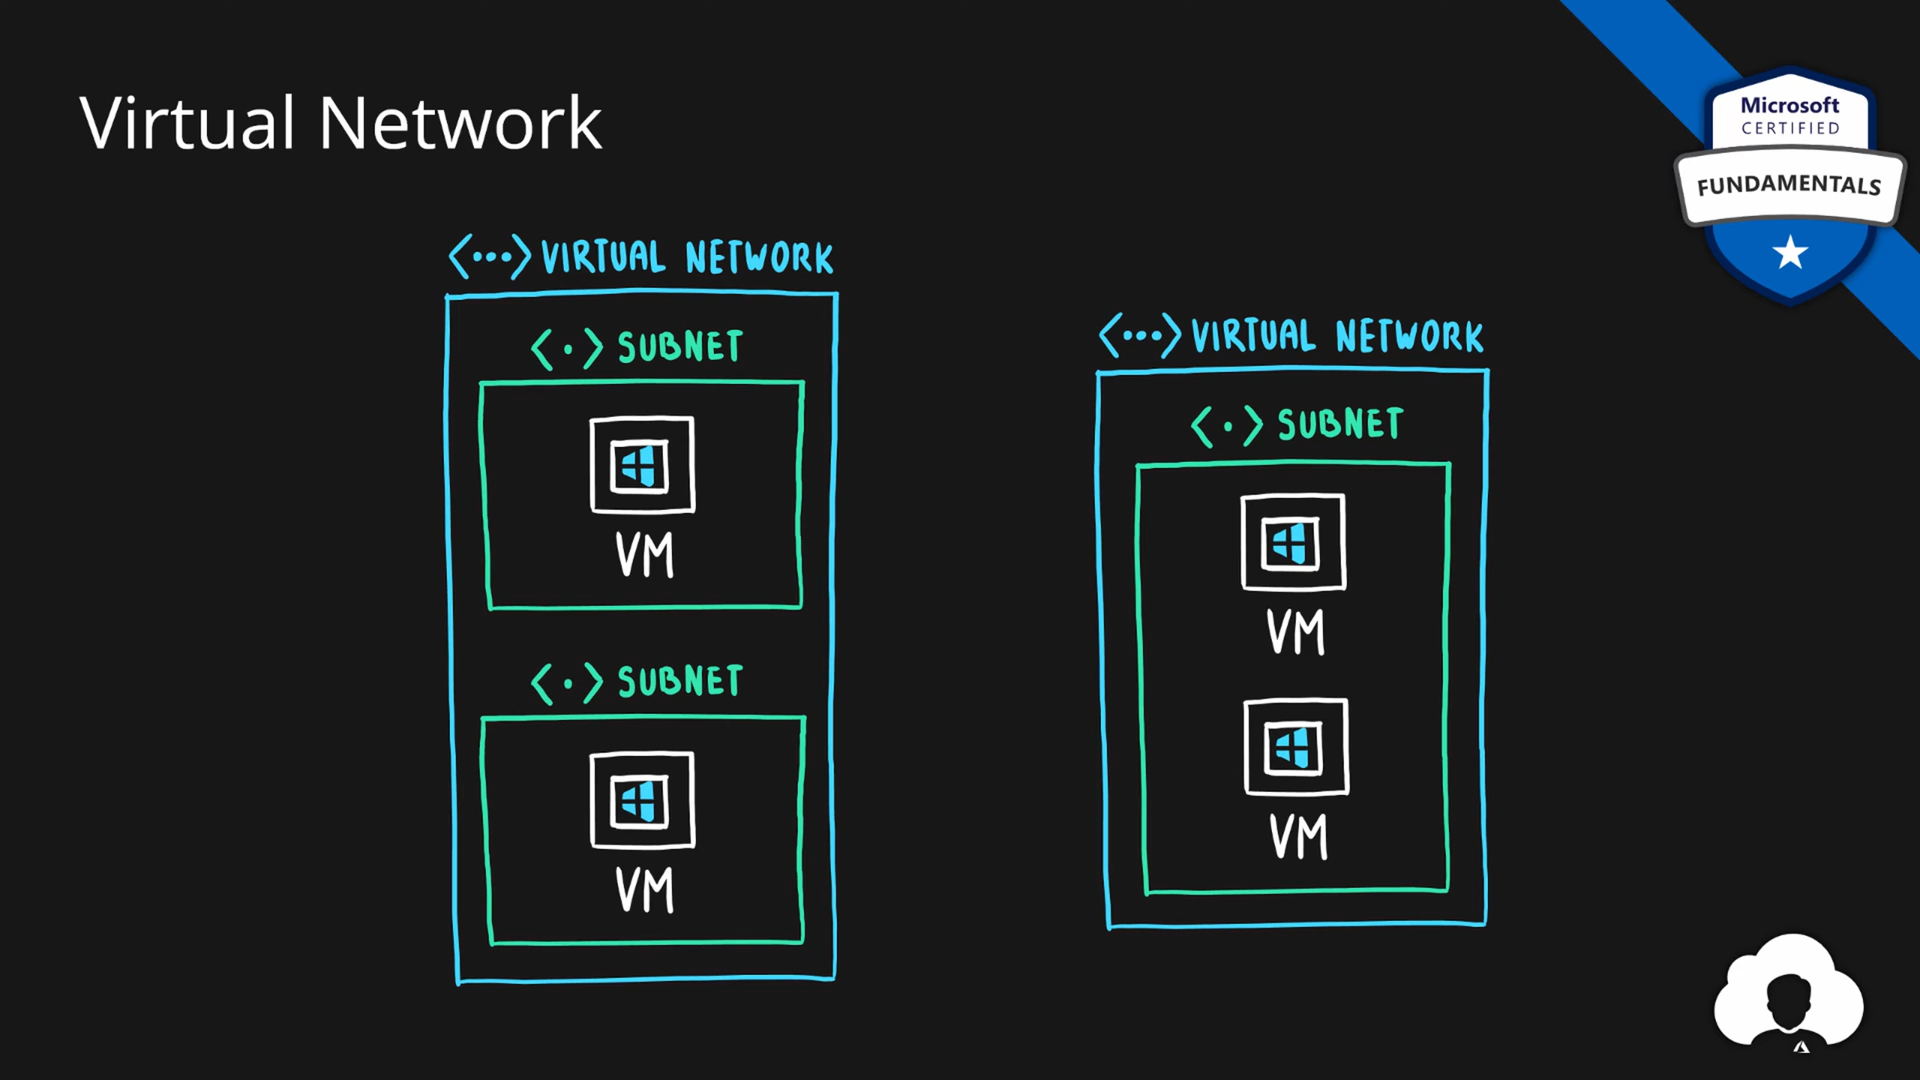 Virtual Network
Microsoft
CERTIFIED
FUNDAMENTALS
<···> VIRTUAL NETWORK
<·> SUBNET
VM
<·> SUBNET
VM
<···> VIRTUAL NETWORK
<·> SUBNET
VM
VM